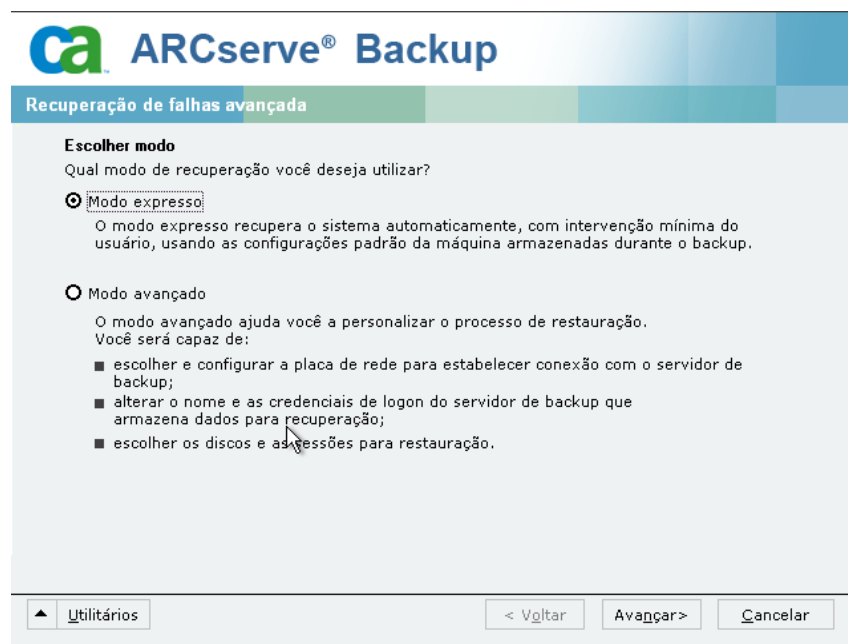 ca ARCserve® Backup
Recuperação de falhas avançada
Escolher modo
Qual modo de recuperação você deseja utilizar?
Modo expresso
O modo expresso recupera o sistema automaticamente, com intervenção mínima do
usuário, usando as configurações padrão da máquina armazenadas durante o backup.
Modo avançado
O modo avançado ajuda você a personalizar o processo de restauração.
Você será capaz de:
escolher e configurar a placa de rede para estabelecer conexão com o servidor de
backup;
alterar o nome e as credenciais de logon do servidor de backup que
armazena dados para recuperação;
escolher os discos e as sessões para restauração.
Utilitários
< Voltar
Avançar>
Cancelar